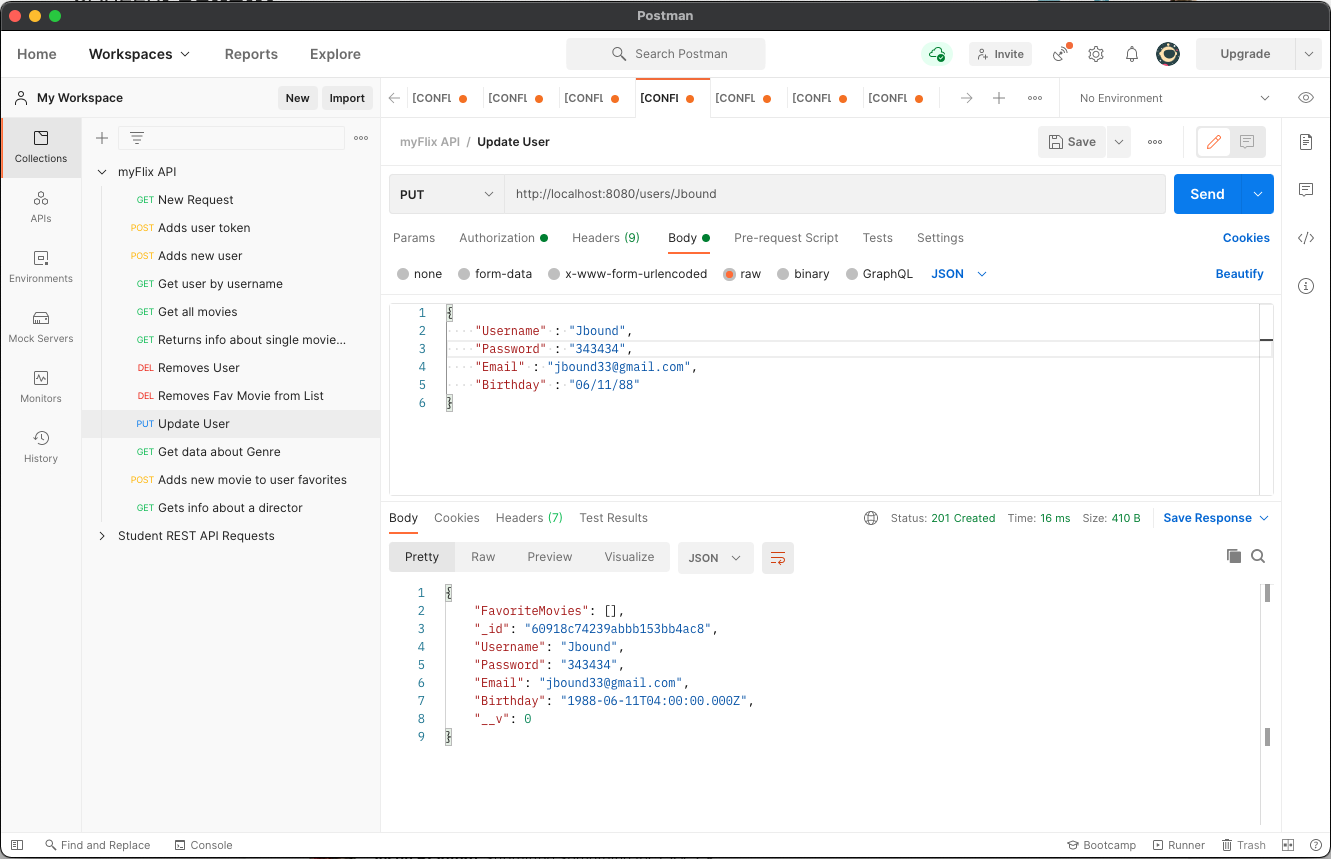 Postman
Home Workspaces Reports Explore Search Postman Invite Upgrade
My Workspace New Import
[CONFL [CONFL [CONFL [CONFL [CONFL [CONFL [CONFL No Environment
Collections
APIs
Environments
Mock Servers
Monitors
History
myFlix API
GET New Request
POST Adds user token
POST Adds new user
GET Get user by username
GET Get all movies
GET Returns info about single movie...
DEL Removes User
DEL Removes Fav Movie from List
PUT Update User
GET Get data about Genre
POST Adds new movie to user favorites
GET Gets info about a director
Student REST API Requests
myFlix API / Update User Save
PUT http://localhost:8080/users/Jbound Send
Params Authorization Headers (9) Body Pre-request Script Tests Settings Cookies
none form-data x-www-form-urlencoded raw binary GraphQL JSON Beautify
1 {
2 "Username" : "Jbound",
3 "Password" : "343434",
4 "Email" : "jbound33@gmail.com",
5 "Birthday" : "06/11/88"
6 }
Body Cookies Headers (7) Test Results Status: 201 Created Time: 16 ms Size: 410 B Save Response
Pretty Raw Preview Visualize JSON
1 {
2 "FavoriteMovies": [],
3 "_id": "60918c74239abbb153bb4ac8",
4 "Username": "Jbound",
5 "Password": "343434",
6 "Email": "jbound33@gmail.com",
7 "Birthday": "1988-06-11T04:00:00.000Z",
8 "__v": 0
9 }
Find and Replace Console Bootcamp Runner Trash